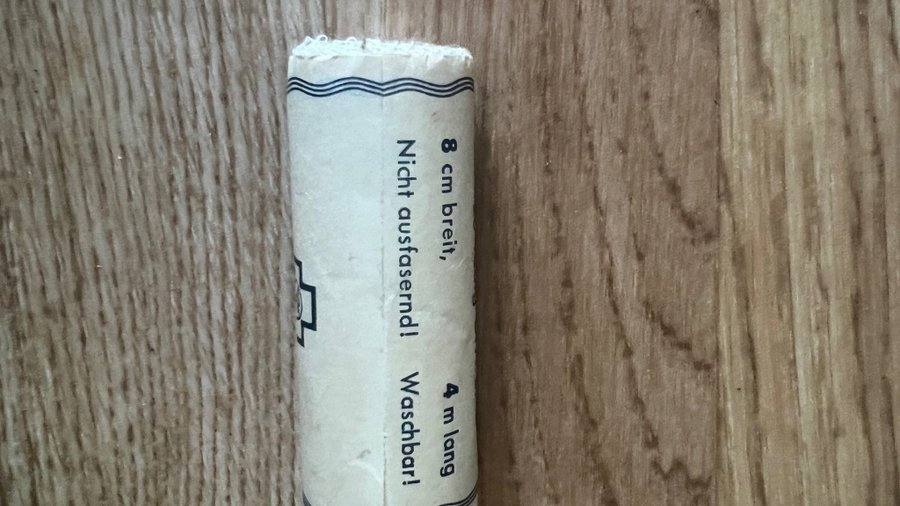 8 cm breit, 4 m lang
Nicht ausfasernd! Waschbar!